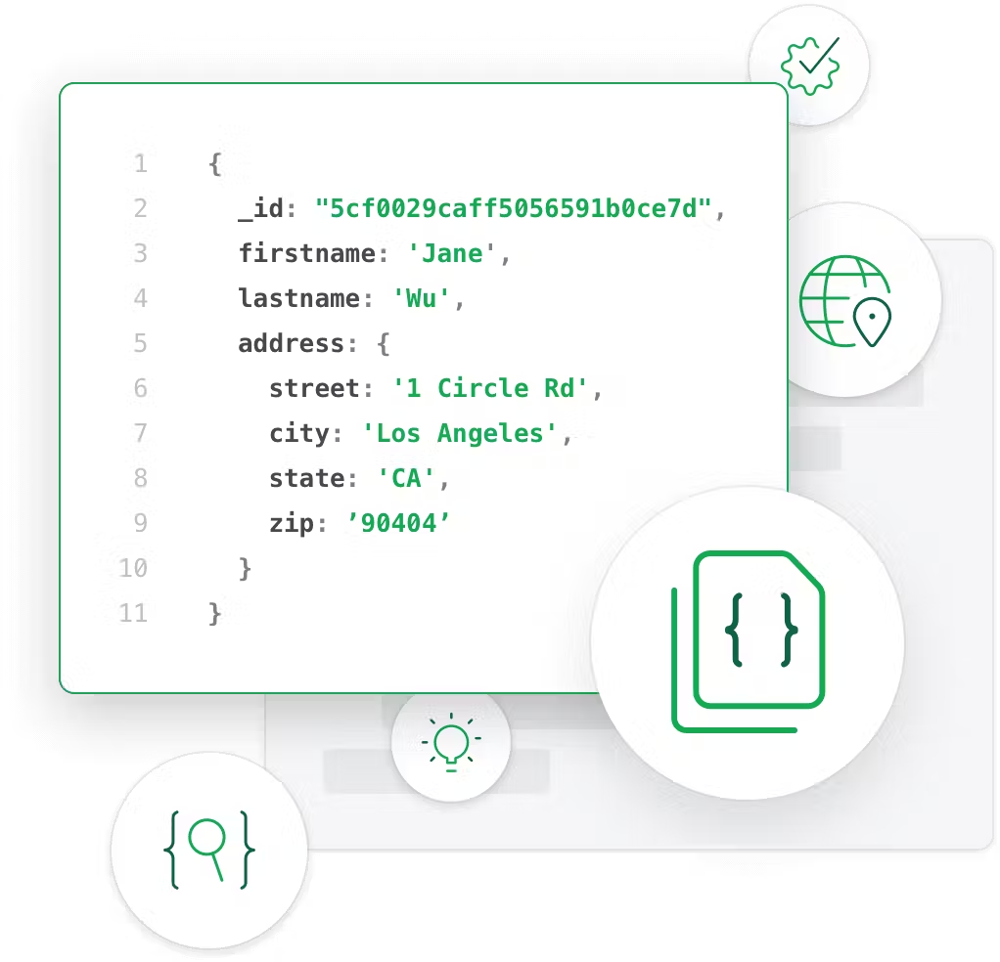 1 {
2 _id: "5cf0029caff5056591b0ce7d",
3 firstname: 'Jane',
4 lastname: 'Wu',
5 address: {
6 street: '1 Circle Rd',
7 city: 'Los Angeles',
8 state: 'CA',
9 zip: ’90404’
10 }
11 }
{ }
{ }